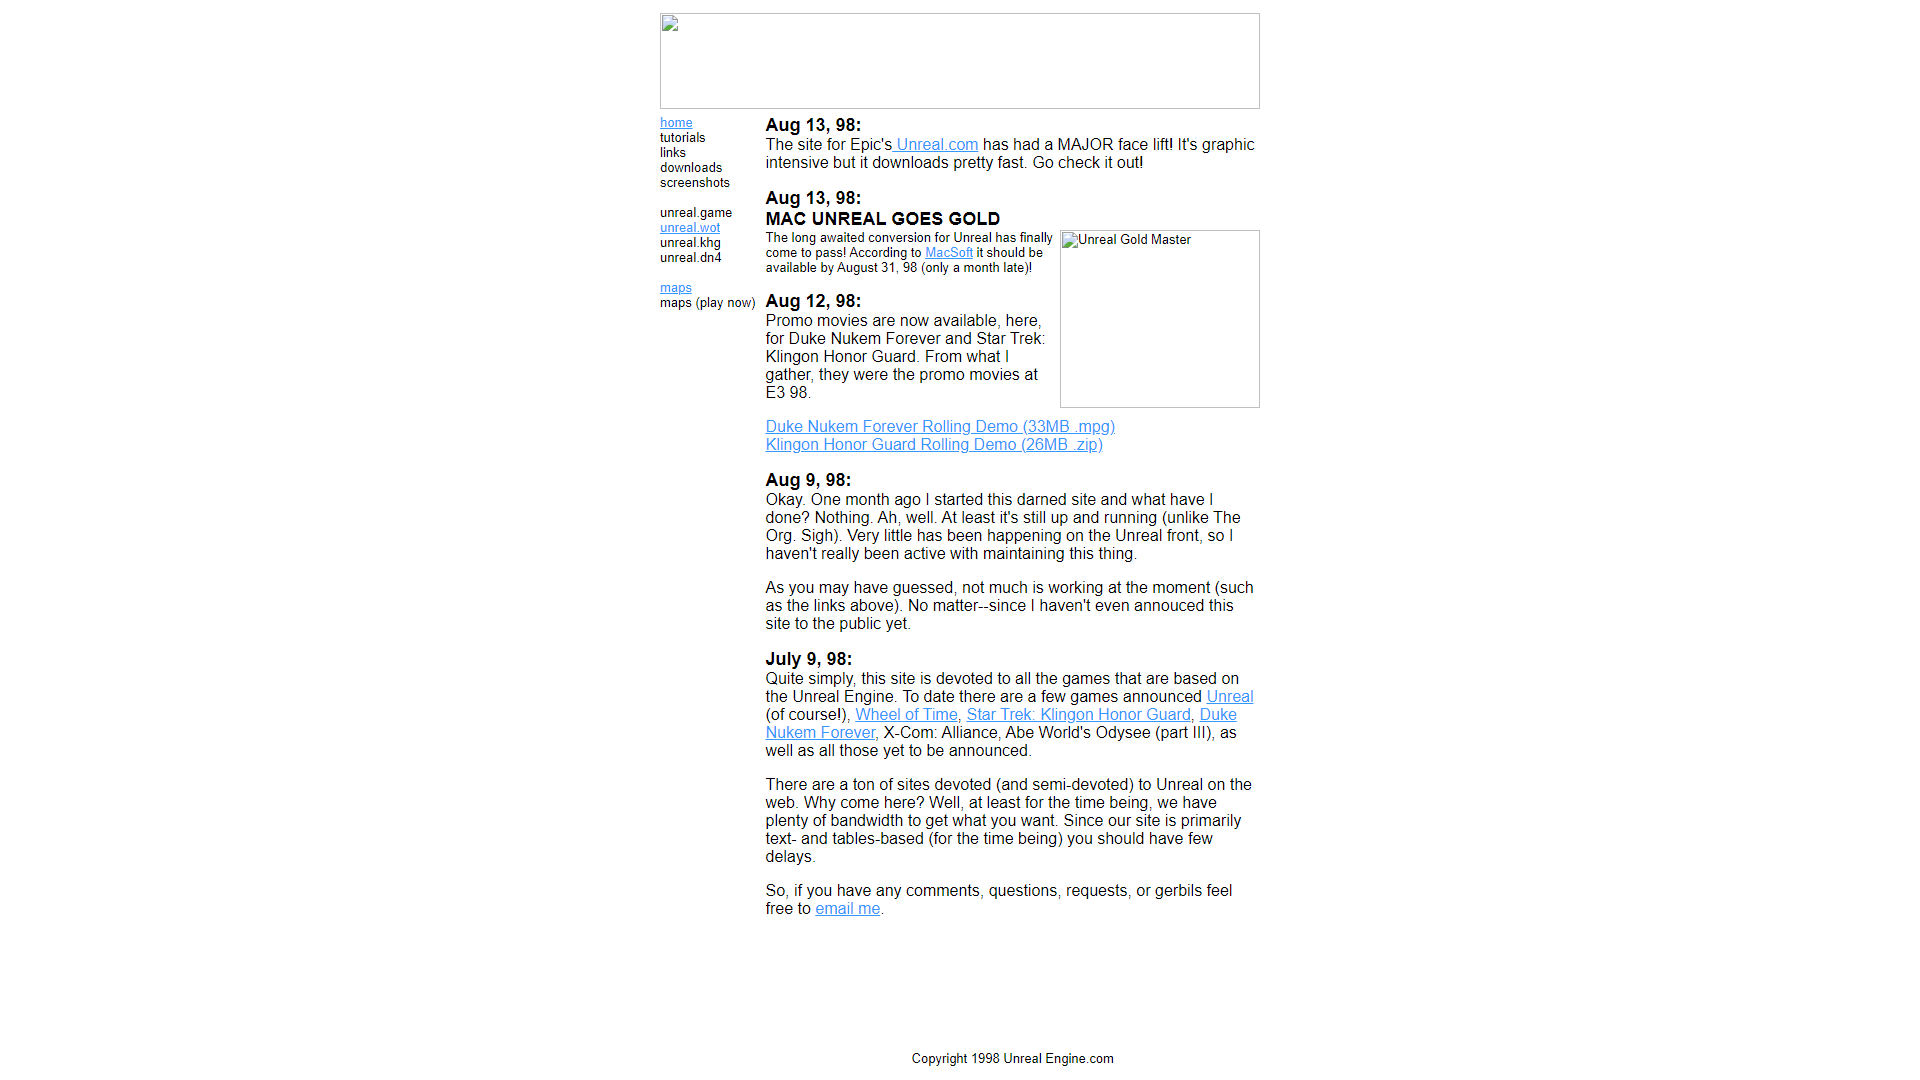 home
tutorials
links
downloads
screenshots
unreal.game
unreal.wot
unreal.khg
unreal.dn4
maps
maps (play now)
Aug 13, 98:
The site for Epic's Unreal.com has had a MAJOR face lift! It's graphic
intensive but it downloads pretty fast. Go check it out!
Aug 13, 98:
MAC UNREAL GOES GOLD
The long awaited conversion for Unreal has finally
come to pass! According to MacSoft it should be
available by August 31, 98 (only a month late)!
Unreal Gold Master
Aug 12, 98:
Promo movies are now available, here,
for Duke Nukem Forever and Star Trek:
Klingon Honor Guard. From what I
gather, they were the promo movies at
E3 98.
Duke Nukem Forever Rolling Demo (33MB .mpg)
Klingon Honor Guard Rolling Demo (26MB .zip)
Aug 9, 98:
Okay. One month ago I started this darned site and what have I
done? Nothing. Ah, well. At least it's still up and running (unlike The
Org. Sigh). Very little has been happening on the Unreal front, so I
haven't really been active with maintaining this thing.
As you may have guessed, not much is working at the moment (such
as the links above). No matter--since I haven't even annouced this
site to the public yet.
July 9, 98:
Quite simply, this site is devoted to all the games that are based on
the Unreal Engine. To date there are a few games announced Unreal
(of course!), Wheel of Time, Star Trek: Klingon Honor Guard, Duke
Nukem Forever, X-Com: Alliance, Abe World's Odysee (part III), as
well as all those yet to be announced.
There are a ton of sites devoted (and semi-devoted) to Unreal on the
web. Why come here? Well, at least for the time being, we have
plenty of bandwidth to get what you want. Since our site is primarily
text- and tables-based (for the time being) you should have few
delays.
So, if you have any comments, questions, requests, or gerbils feel
free to email me.
Copyright 1998 Unreal Engine.com